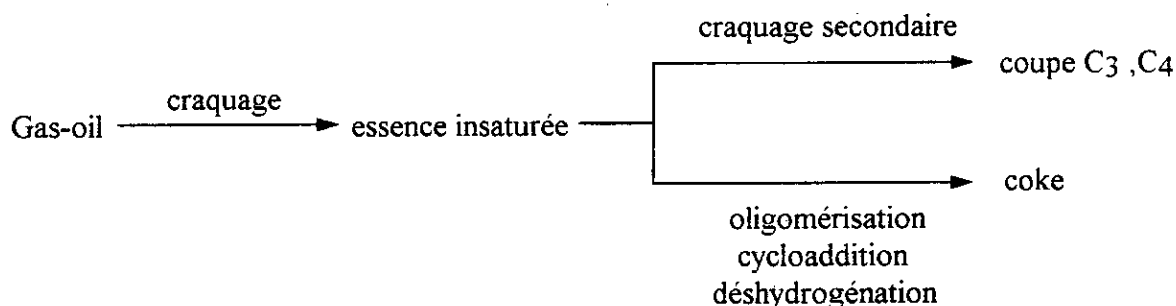 craquage secondaire
coupe C3 ,C4
craquage
Gas-oil
essence insaturée
coke
oligomérisation
cycloaddition
déshydrogénation